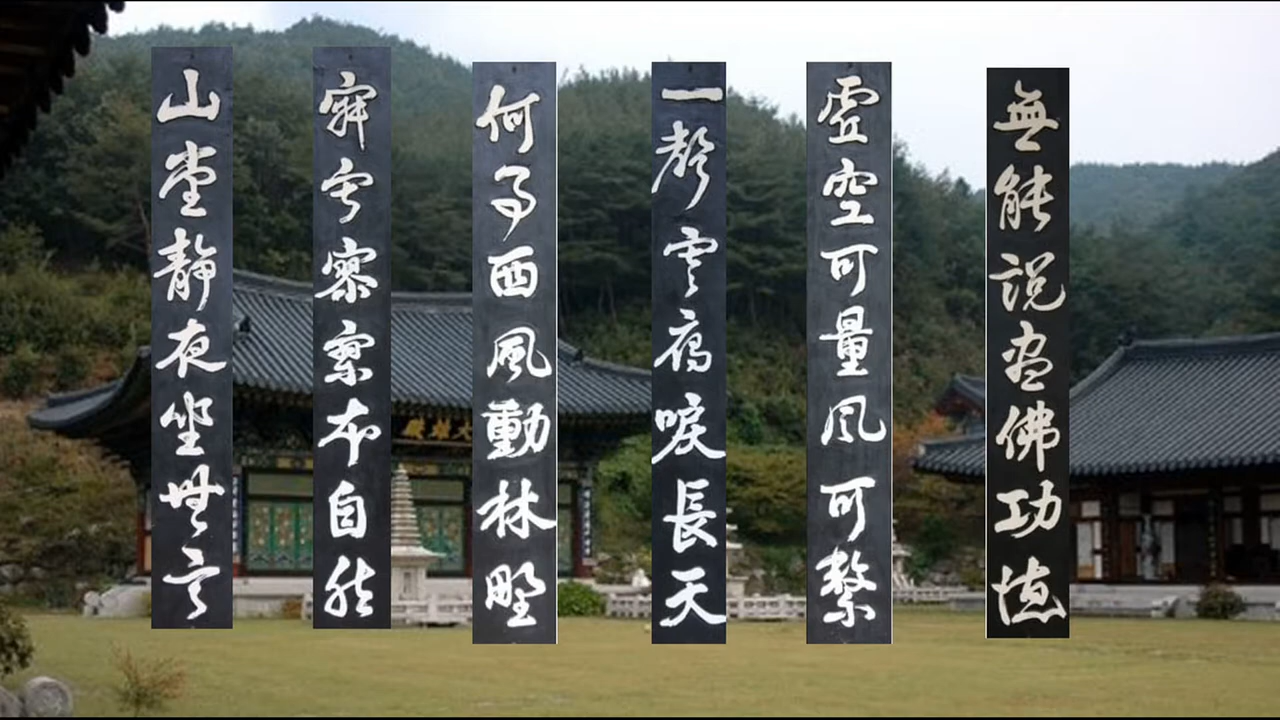 山堂靜夜坐無言
寂寂寥寥本自然
何事西風動林野
一聲寒鴈唳長天
虛空可量風可繫
無能說盡佛功德